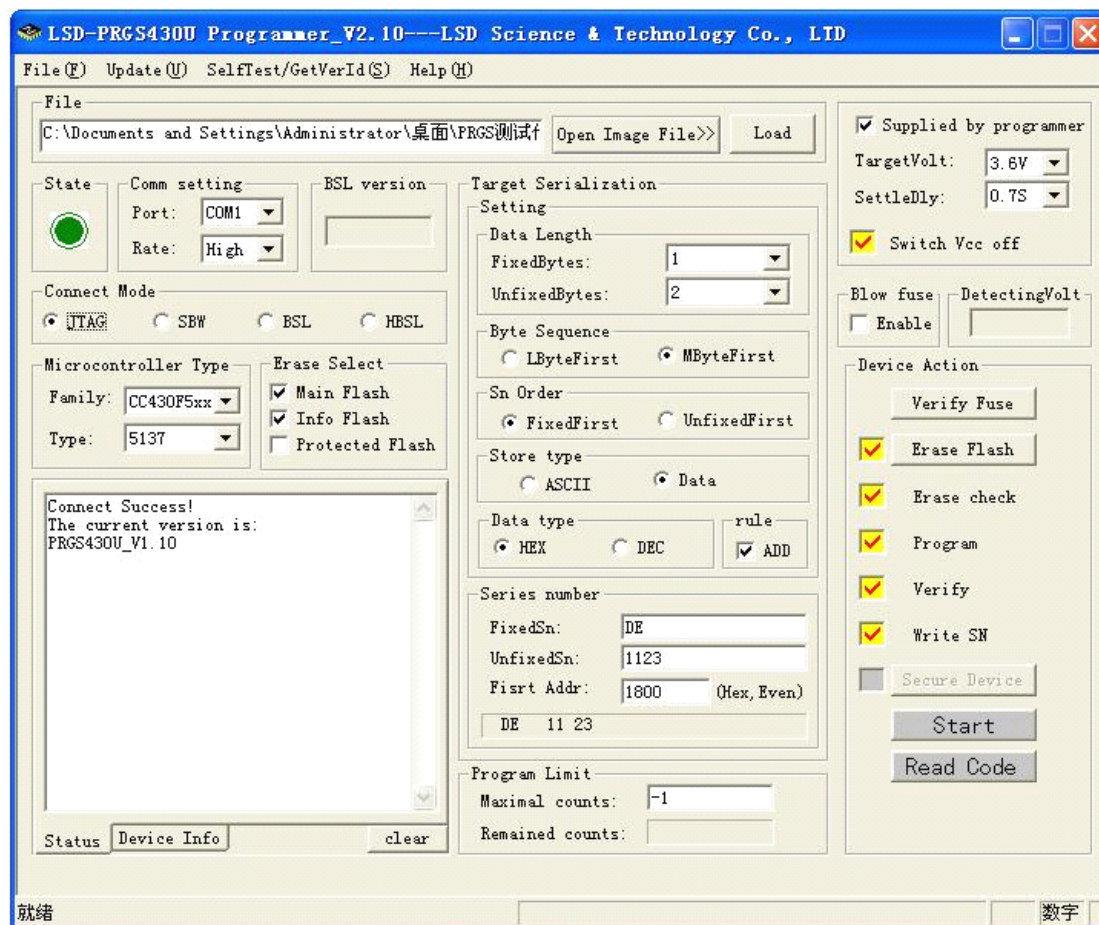 LSD-PRGS430U Programmer_V2.10---LSD Science & Technology Co., LTD
File(F) Update(U) SelfTest/GetVerId(S) Help(H)
File
C:\Documents and Settings\Administrator\桌面\PRGS测试
Open Image File>>
Load
State
Comm setting
Port: COM1
Rate: High
BSL version
Connect Mode
JTAG SBW BSL HBSL
Microcontroller Type
Family: CC430F5xx
Type: 5137
Erase Select
Main Flash
Info Flash
Protected Flash
Connect Success!
The current version is:
PRGS430U_V1.10
Status Device Info clear
Target Serialization
Setting
Data Length
FixedBytes: 1
UnfixedBytes: 2
Byte Sequence
LByteFirst MByteFirst
Sn Order
FixedFirst UnfixedFirst
Store type
ASCII Data
Data type
HEX DEC
rule
ADD
Series number
FixedSn: DE
UnfixedSn: 1123
Fisrt Addr: 1800 (Hex, Even)
DE 11 23
Program Limit
Maximal counts: -1
Remained counts:
Supplied by programmer
TargetVolt: 3.6V
SettleDly: 0.7S
Switch Vcc off
Blow fuse
Enable
DetectingVolt
Device Action
Verify Fuse
Erase Flash
Erase check
Program
Verify
Write SN
Secure Device
Start
Read Code
就绪
数字